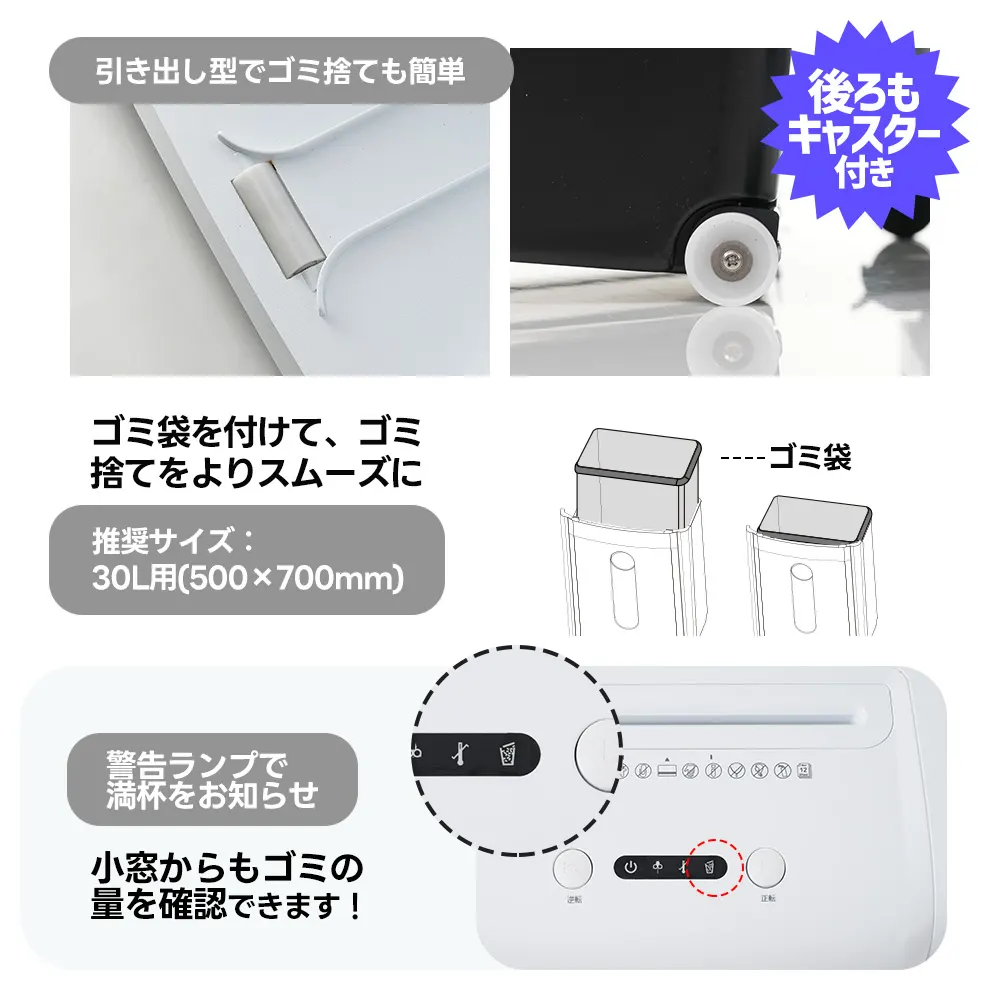 引き出し型でゴミ捨ても簡単
後ろも
キャスター
付き
ゴミ袋を付けて、ゴミ
捨てをよりスムーズに
ゴミ袋
推奨サイズ：
30L用(500×700mm)
警告ランプで
満杯をお知らせ
小窓からもゴミの
量を確認できます！
12
逆転
正転